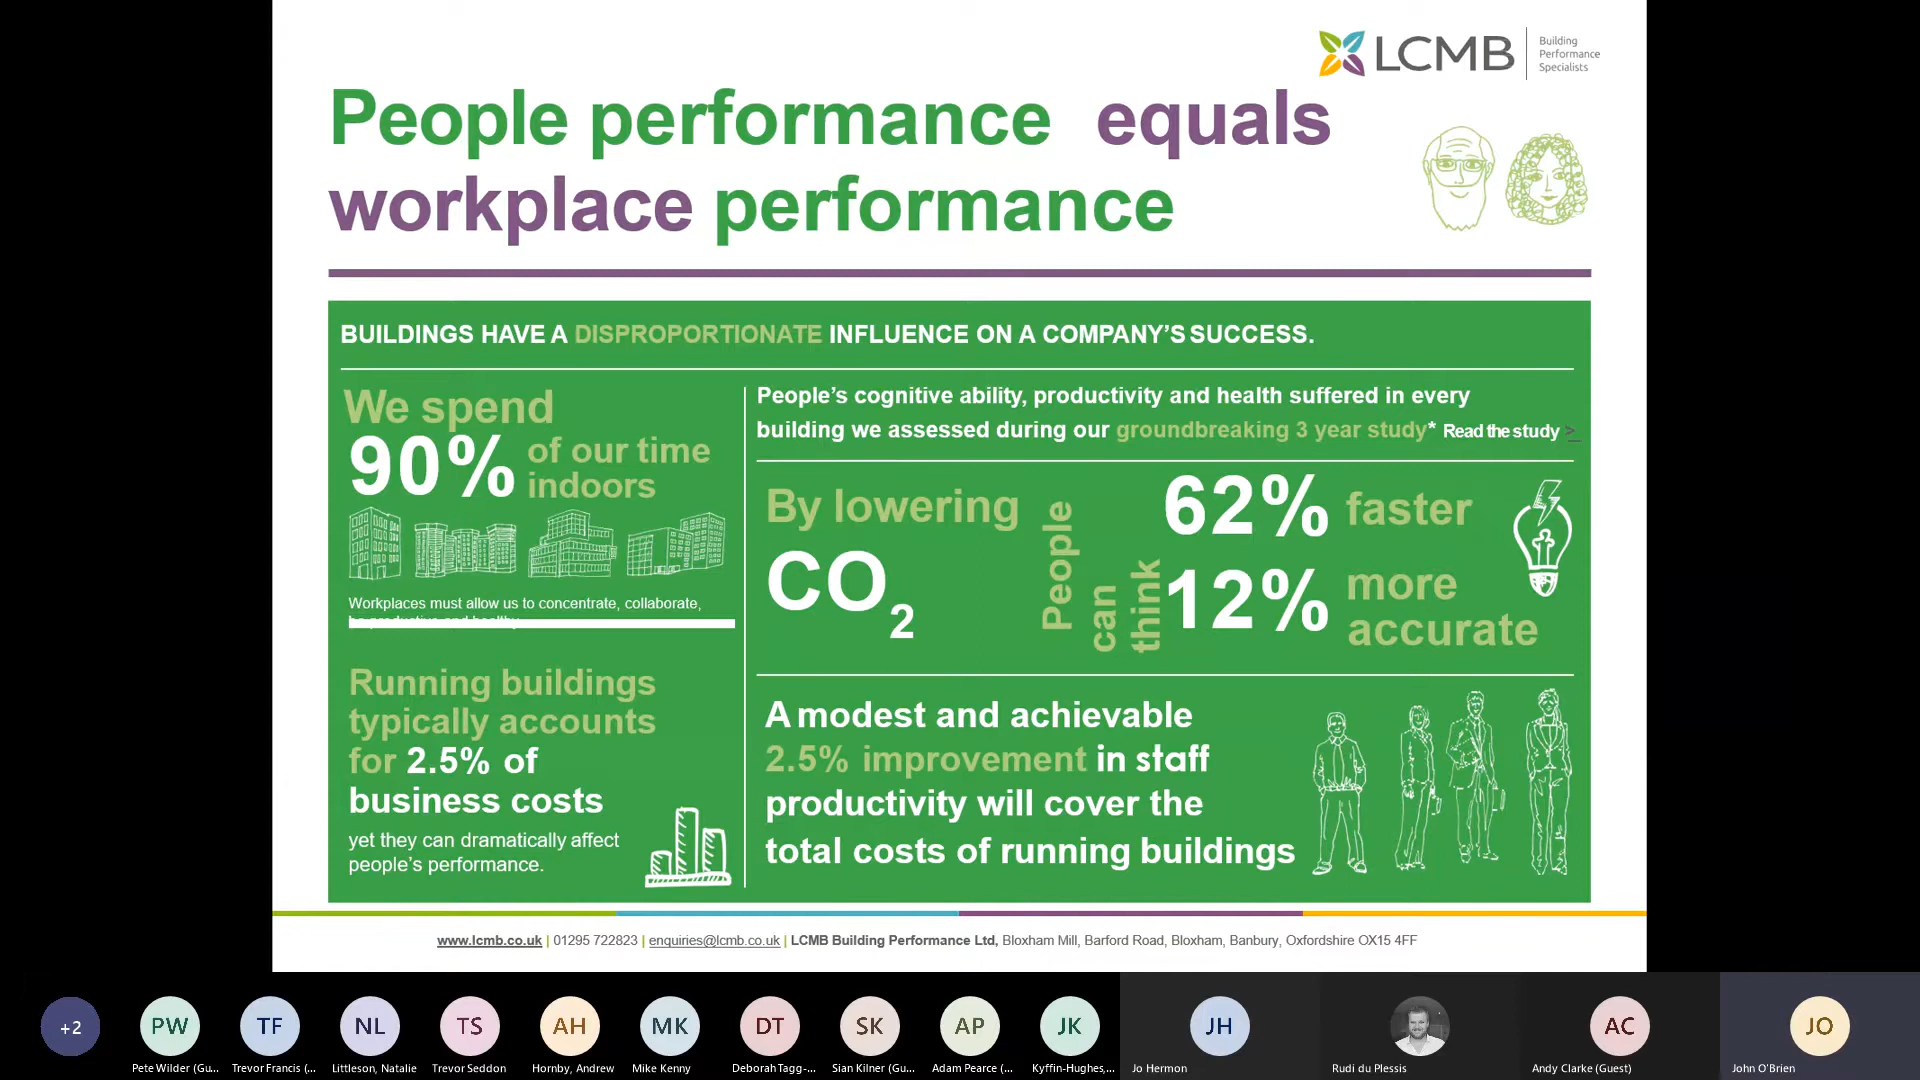 LCMB
Building
Performance
Specialists
People performance equals
workplace performance
BUILDINGS HAVE A DISPROPORTIONATE INFLUENCE ON A COMPANY'S SUCCESS.
We spend
90% of our time
indoors
Workplaces must allow us to concentrate, collaborate,
be productive and healthy
Running buildings
typically accounts
for 2.5% of
business costs
yet they can dramatically affect
people's performance.
People's cognitive ability, productivity and health suffered in every
building we assessed during our groundbreaking 3 year study* Read the study >
By lowering
CO2
People
can
think
62% faster
12% more
accurate
A modest and achievable
2.5% improvement in staff
productivity will cover the
total costs of running buildings
www.lcmb.co.uk | 01295 722823 | enquiries@lcmb.co.uk | LCMB Building Performance Ltd, Bloxham Mill, Barford Road, Bloxham, Banbury, Oxfordshire OX15 4FF
+2
PW
TF
NL
TS
AH
MK
DT
SK
AP
JK
JH
AC
JO
Pete Wilder (Gu...
Trevor Francis (...
Littleson, Natalie
Trevor Seddon
Hornby, Andrew
Mike Kenny
Deborah Tagg-...
Sian Kilner (Gu...
Adam Pearce (...
Kyffin-Hughes,...
Jo Hermon
Rudi du Plessis
Andy Clarke (Guest)
John O'Brien